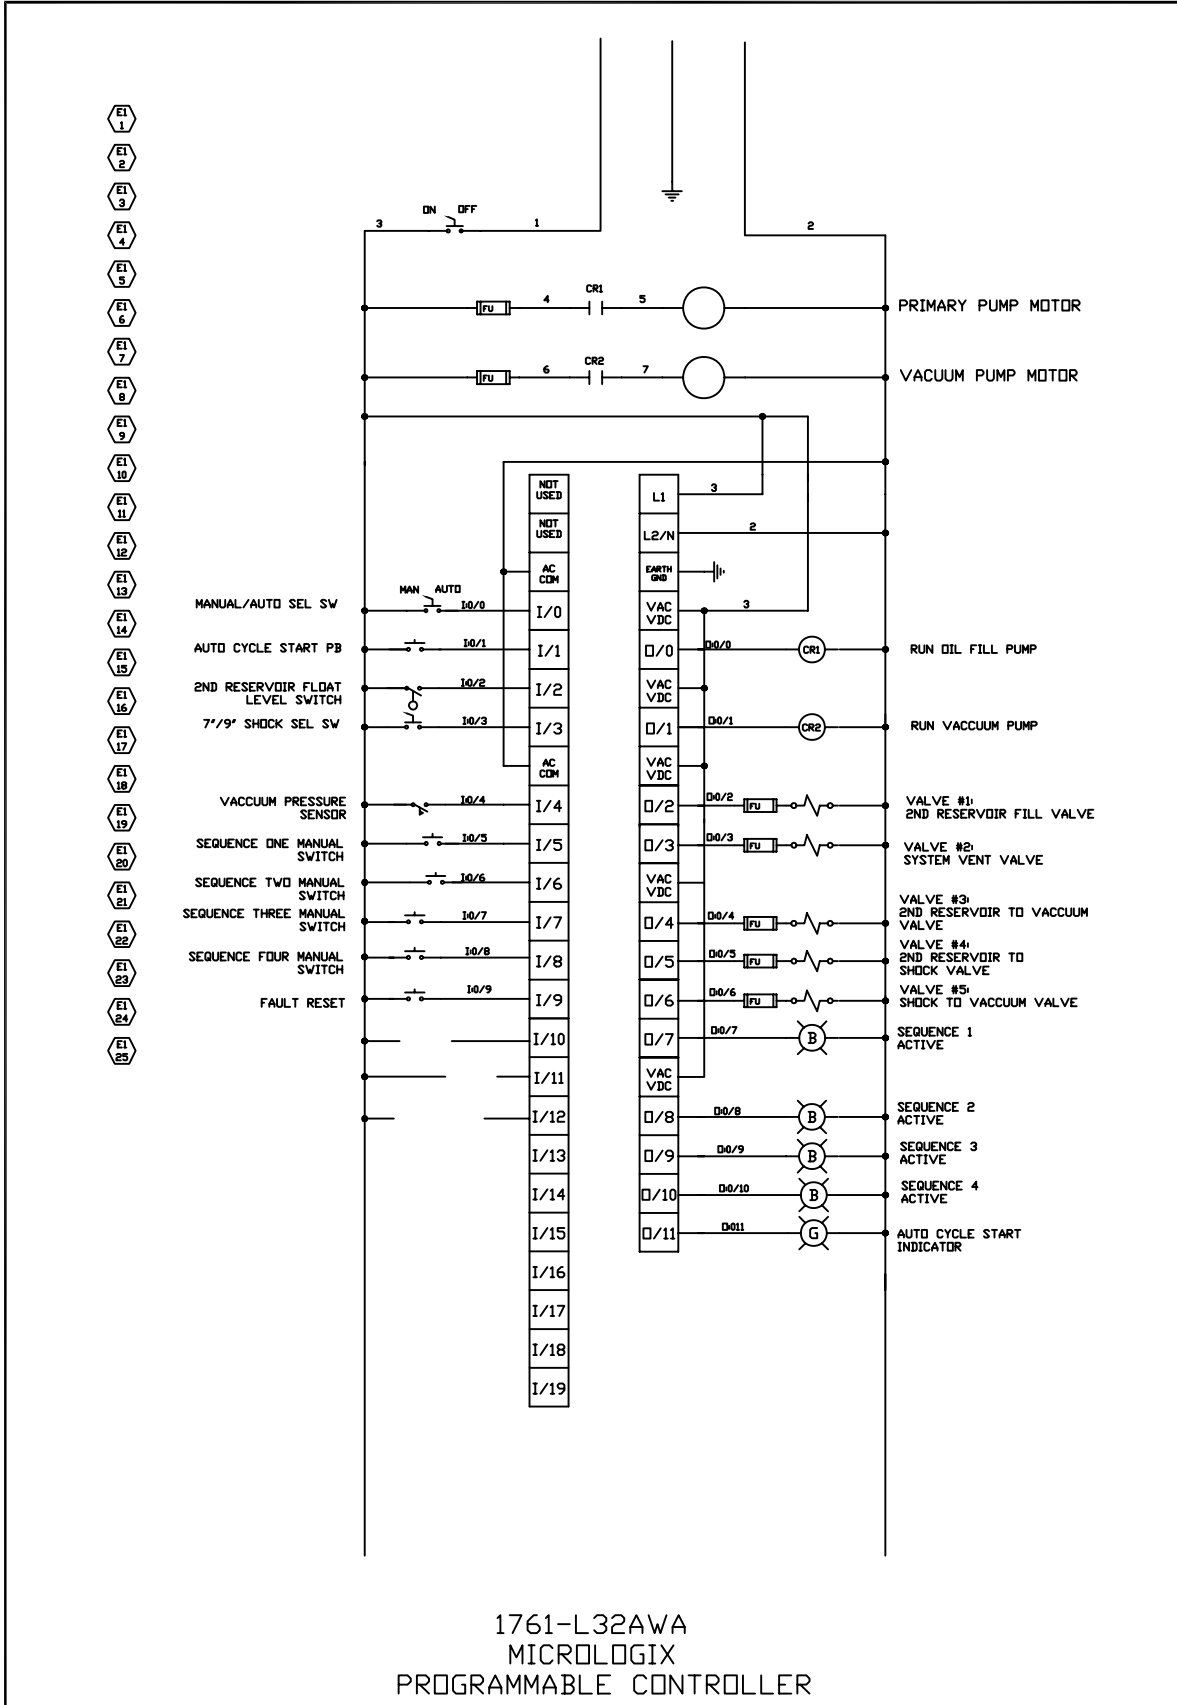 E1
1
E1
2
E1
3
E1
4
E1
5
E1
6
E1
7
E1
8
E1
9
E1
10
E1
11
E1
12
E1
13
E1
14
E1
15
E1
16
E1
17
E1
18
E1
19
E1
20
E1
21
E1
22
E1
23
E1
24
E1
25
3 ON OFF 1
2
FU 4 CR1 5 PRIMARY PUMP MOTOR
FU 6 CR2 7 VACUUM PUMP MOTOR
NOT
USED
NOT
USED
AC
COM
MANUAL/AUTO SEL SW MAN AUTO I:0/0 I/0
AUTO CYCLE START PB I:0/1 I/1
2ND RESERVOIR FLOAT
LEVEL SWITCH
I:0/2 I/2
7"/9" SHOCK SEL SW I:0/3 I/3
AC
COM
VACCUUM PRESSURE
SENSOR
I:0/4 I/4
SEQUENCE ONE MANUAL
SWITCH
I:0/5 I/5
SEQUENCE TWO MANUAL
SWITCH
I:0/6 I/6
SEQUENCE THREE MANUAL
SWITCH
I:0/7 I/7
SEQUENCE FOUR MANUAL
SWITCH
I:0/8 I/8
FAULT RESET I:0/9 I/9
I/10
I/11
I/12
I/13
I/14
I/15
I/16
I/17
I/18
I/19
L1 3
L2/N 2
EARTH
GND
VAC
VDC
3
O/0 O:0/0 CR1 RUN OIL FILL PUMP
VAC
VDC
O/1 O:0/1 CR2 RUN VACCUUM PUMP
VAC
VDC
O/2 O:0/2 FU
VALVE #1:
2ND RESERVOIR FILL VALVE
O/3 O:0/3 FU
VALVE #2:
SYSTEM VENT VALVE
VAC
VDC
O/4 O:0/4 FU
VALVE #3:
2ND RESERVOIR TO VACCUUM
VALVE
O/5 O:0/5 FU
VALVE #4:
2ND RESERVOIR TO
SHOCK VALVE
O/6 O:0/6 FU
VALVE #5:
SHOCK TO VACCUUM VALVE
O/7 O:0/7 B
SEQUENCE 1
ACTIVE
VAC
VDC
O/8 O:0/8 B
SEQUENCE 2
ACTIVE
O/9 O:0/9 B
SEQUENCE 3
ACTIVE
O/10 O:0/10 B
SEQUENCE 4
ACTIVE
O/11 O:011 G
AUTO CYCLE START
INDICATOR
1761-L32AWA
MICROLOGIX
PROGRAMMABLE CONTROLLER